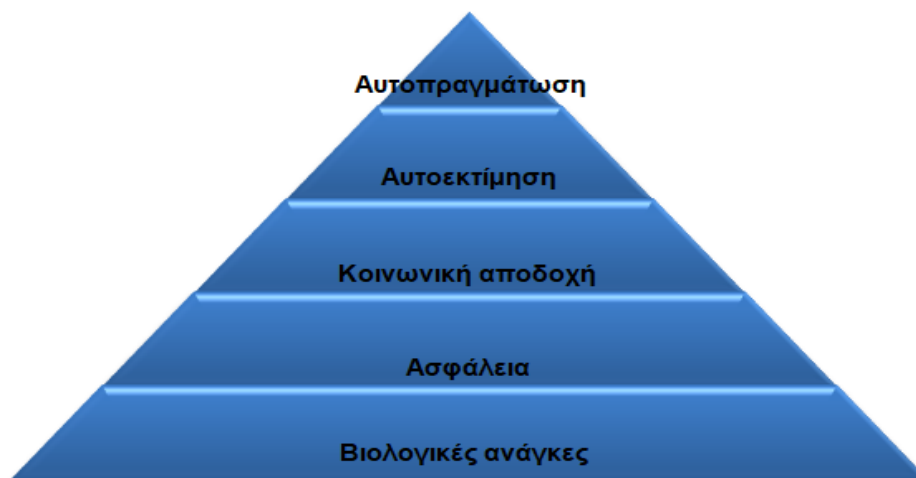 Αυτοπραγμάτωση
Αυτοεκτίμηση
Κοινωνική αποδοχή
Ασφάλεια
Βιολογικές ανάγκες